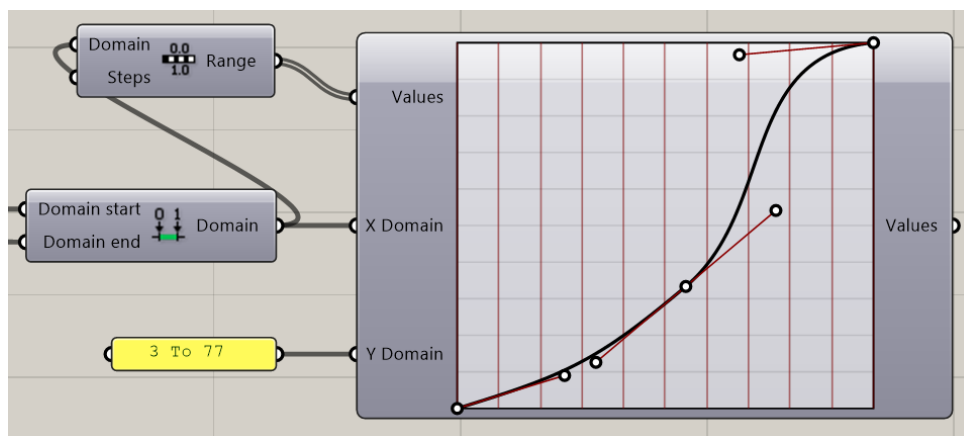 Domain
Steps
0.0
1.0
Range
Values
Domain start
Domain end
0 1
Domain
X Domain
Values
3 To 77
Y Domain